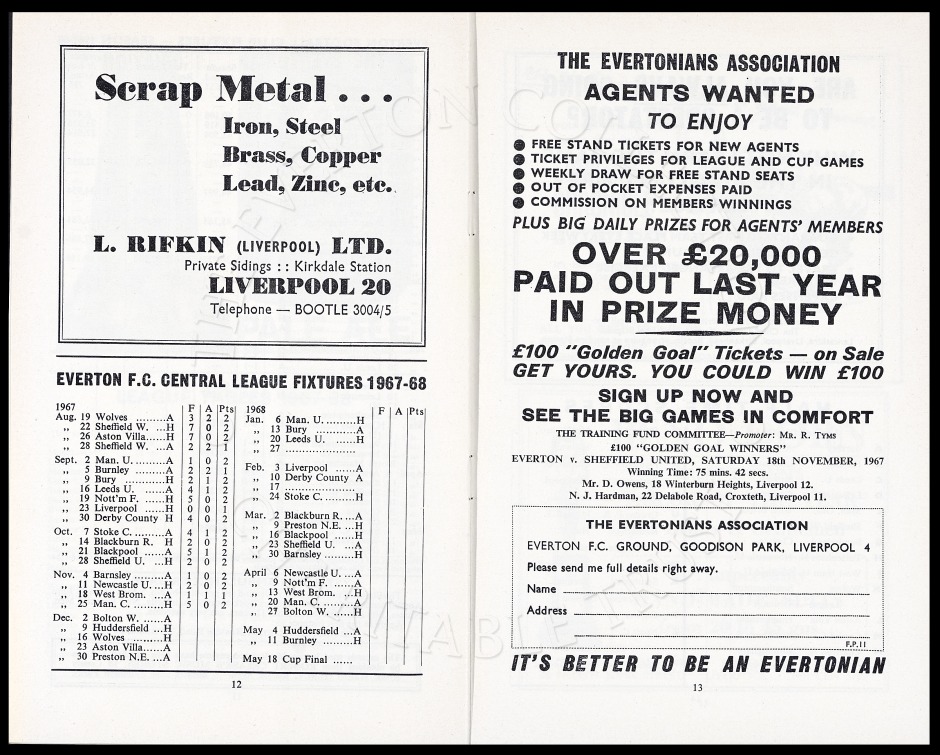 Scrap Metal . . .
Iron, Steel
Brass, Copper
Lead, Zinc, etc.
L. RIFKIN (LIVERPOOL) LTD.
Private Sidings : : Kirkdale Station
LIVERPOOL 20
Telephone — BOOTLE 3004/5
EVERTON F.C. CENTRAL LEAGUE FIXTURES 1967-68
1967 F A Pts
Aug. 19 Wolves .........A 3 2 2
,, 22 Sheffield W. ...H 7 0 2
,, 26 Aston Villa......H 7 0 2
,, 28 Sheffield W. ...A 2 2 1
Sept. 2 Man. U. .........A 1 0 2
,, 5 Burnley .........A 2 2 1
,, 9 Bury ............H 2 1 2
,, 16 Leeds U. .........A 4 1 2
,, 19 Nott'm F. ......H 5 0 2
,, 23 Liverpool ......H 0 0 1
,, 30 Derby County H 4 0 2
Oct. 7 Stoke C. .........A 4 1 2
,, 14 Blackburn R. H 2 0 2
,, 21 Blackpool ......A 5 1 2
,, 28 Sheffield U. ...H 2 0 2
Nov. 4 Barnsley .........A 1 0 2
,, 11 Newcastle U. ...H 2 0 2
,, 18 West Brom. ...A 1 1 1
,, 25 Man. C. .........H 5 0 2
Dec. 2 Bolton W. ......A
,, 9 Huddersfield ...H
,, 16 Wolves .........H
,, 23 Aston Villa......A
,, 30 Preston N.E. ...A
1968 F A Pts
Jan. 6 Man. U. .........H
,, 13 Bury ............A
,, 20 Leeds U. .........H
,, 27 .....................
Feb. 3 Liverpool ......A
,, 10 Derby County A
,, 17 .....................
,, 24 Stoke C. .........H
Mar. 2 Blackburn R. ...A
,, 9 Preston N.E. ...H
,, 16 Blackpool ......H
,, 23 Sheffield U. ...A
,, 30 Barnsley .........H
April 6 Newcastle U. ...A
,, 9 Nott'm F. ......A
,, 13 West Brom. ...H
,, 20 Man. C. .........A
,, 27 Bolton W. ......H
May 4 Huddersfield ...A
,, 11 Burnley .........H
May 18 Cup Final ......
12
THE EVERTONIANS ASSOCIATION
AGENTS WANTED
TO ENJOY
● FREE STAND TICKETS FOR NEW AGENTS
● TICKET PRIVILEGES FOR LEAGUE AND CUP GAMES
● WEEKLY DRAW FOR FREE STAND SEATS
● OUT OF POCKET EXPENSES PAID
● COMMISSION ON MEMBERS WINNINGS
PLUS BIG DAILY PRIZES FOR AGENTS' MEMBERS
OVER £20,000
PAID OUT LAST YEAR
IN PRIZE MONEY
£100 "Golden Goal" Tickets — on Sale
GET YOURS. YOU COULD WIN £100
SIGN UP NOW AND
SEE THE BIG GAMES IN COMFORT
THE TRAINING FUND COMMITTEE—Promoter: MR. R. TYMS
£100 "GOLDEN GOAL WINNERS"
EVERTON v. SHEFFIELD UNITED, SATURDAY 18th NOVEMBER, 1967
Winning Time: 75 mins. 42 secs.
Mr. D. Owens, 18 Winterburn Heights, Liverpool 12.
N. J. Hardman, 22 Delabole Road, Croxteth, Liverpool 11.
THE EVERTONIANS ASSOCIATION
EVERTON F.C. GROUND, GOODISON PARK, LIVERPOOL 4
Please send me full details right away.
Name
Address
F.P.11
IT'S BETTER TO BE AN EVERTONIAN
13